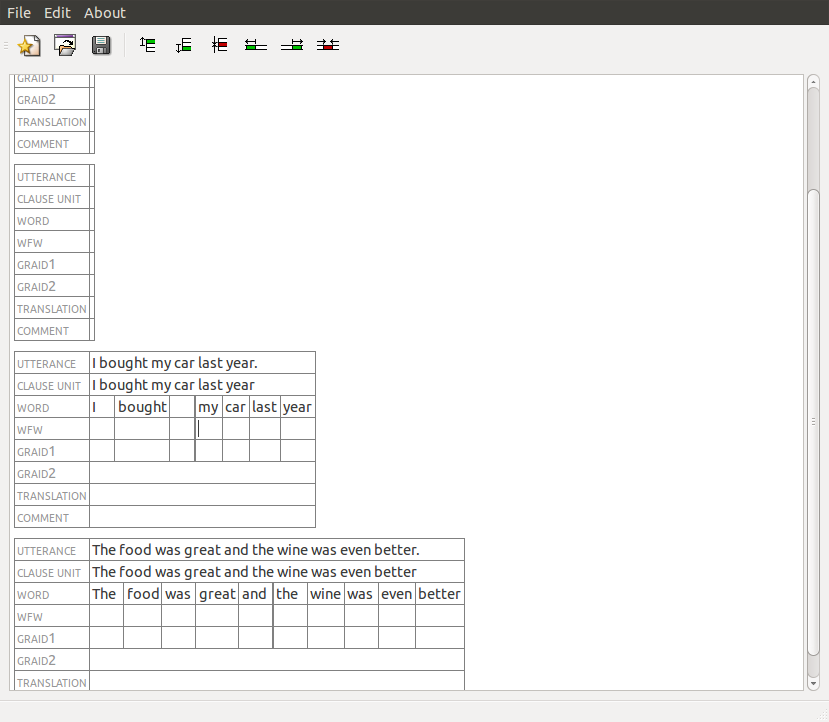 File Edit About
GRAID1
GRAID2
TRANSLATION
COMMENT
UTTERANCE
CLAUSE UNIT
WORD
WFW
GRAID1
GRAID2
TRANSLATION
COMMENT
UTTERANCE I bought my car last year.
CLAUSE UNIT I bought my car last year
WORD I bought my car last year
WFW
GRAID1
GRAID2
TRANSLATION
COMMENT
UTTERANCE The food was great and the wine was even better.
CLAUSE UNIT The food was great and the wine was even better
WORD The food was great and the wine was even better
WFW
GRAID1
GRAID2
TRANSLATION